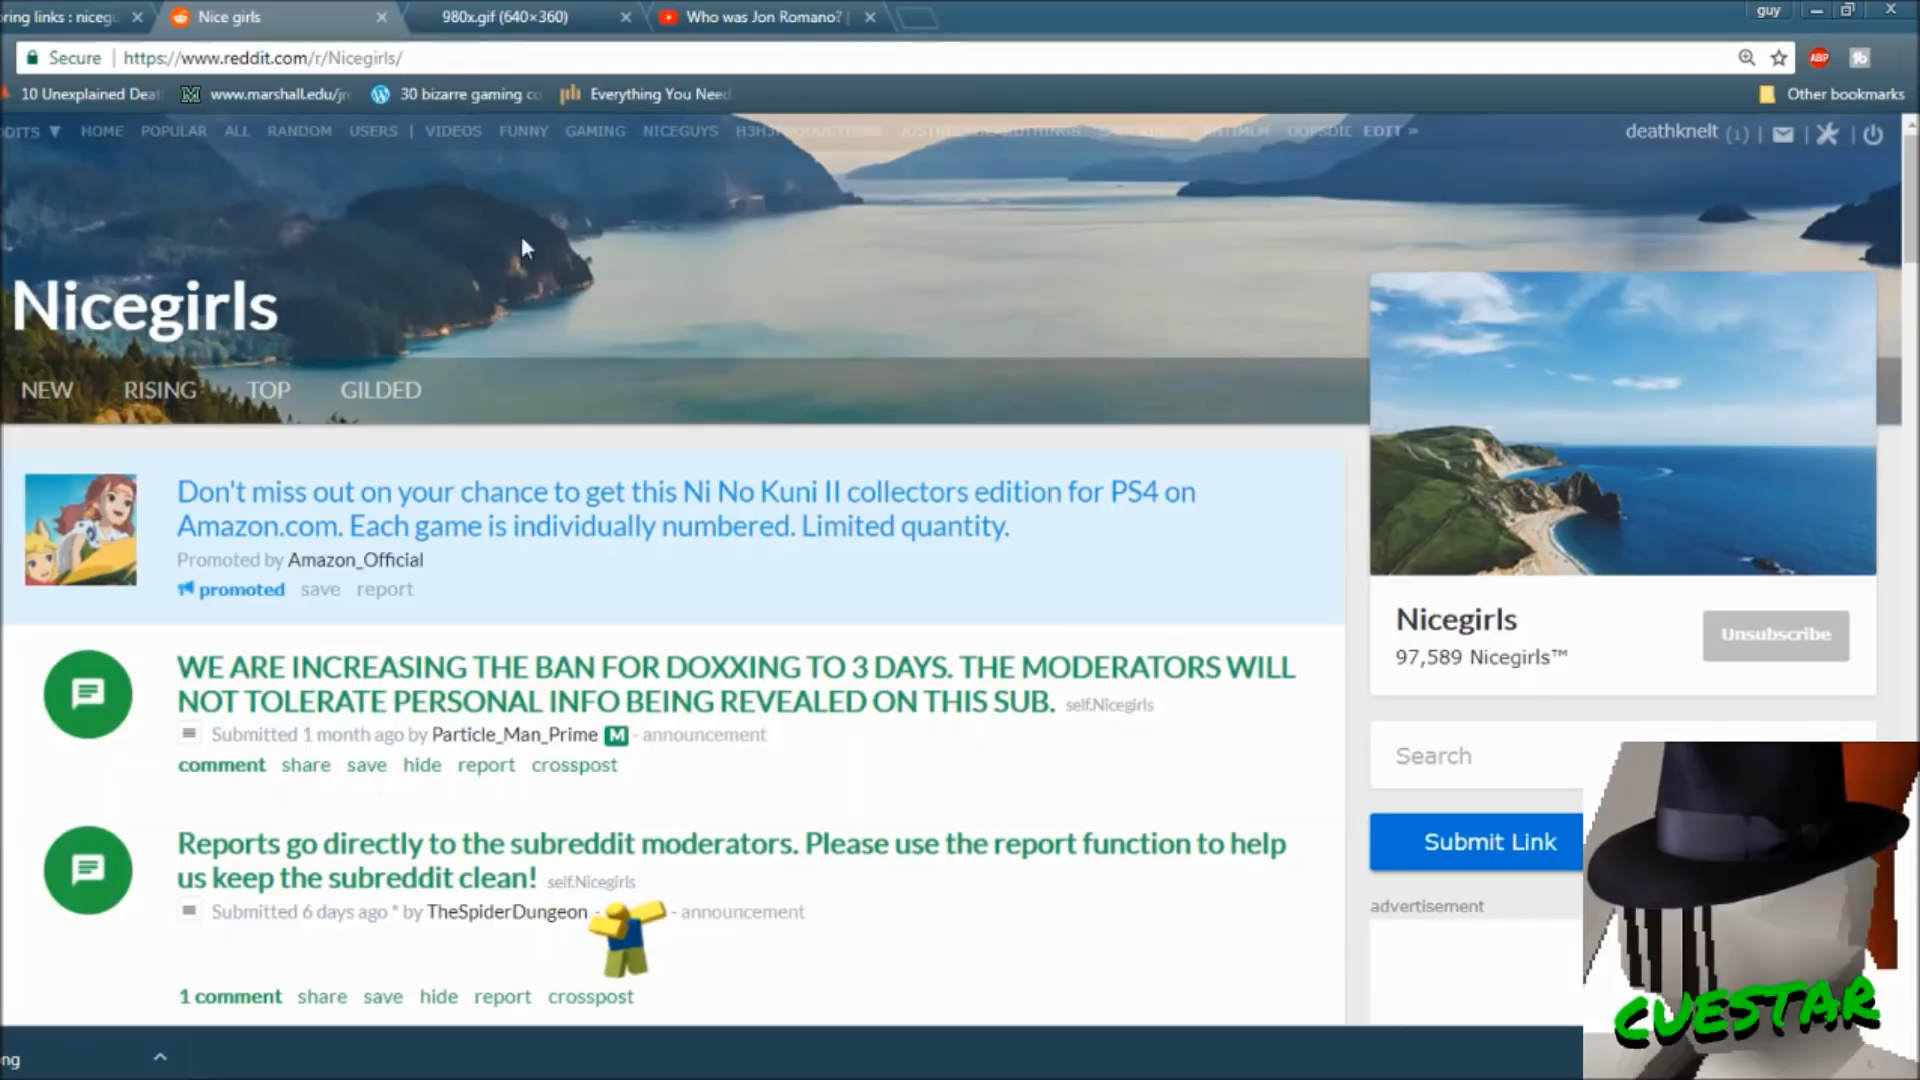 ring links : nicegu
Nice girls
980x.gif (640×360)
Who was Jon Romano? |
guy
Secure
https://www.reddit.com/r/Nicegirls/
ABP
10 Unexplained Deat
www.marshall.edu/jr
30 bizarre gaming co
Everything You Need
Other bookmarks
DDITS ▼ HOME POPULAR ALL RANDOM USERS | VIDEOS FUNNY GAMING NICEGUYS OOPSDIDI EDIT »
deathknelt (1)
Nicegirls
NEW RISING TOP GILDED
Don't miss out on your chance to get this Ni No Kuni II collectors edition for PS4 on
Amazon.com. Each game is individually numbered. Limited quantity.
Promoted by Amazon_Official
promoted save report
WE ARE INCREASING THE BAN FOR DOXXING TO 3 DAYS. THE MODERATORS WILL
NOT TOLERATE PERSONAL INFO BEING REVEALED ON THIS SUB. self.Nicegirls
Submitted 1 month ago by Particle_Man_Prime M - announcement
comment share save hide report crosspost
Reports go directly to the subreddit moderators. Please use the report function to help
us keep the subreddit clean! self.Nicegirls
Submitted 6 days ago * by TheSpiderDungeon - - announcement
1 comment share save hide report crosspost
Nicegirls
Unsubscribe
97,589 Nicegirls™
Search
Submit Link
advertisement
CUESTAR
ng